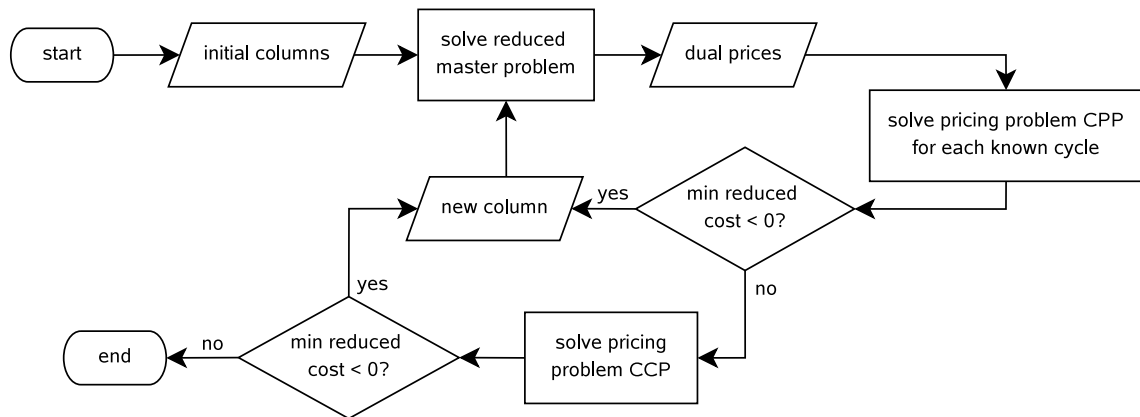 start
initial columns
solve reduced
master problem
dual prices
solve pricing problem CPP
for each known cycle
min reduced
cost < 0?
yes
new column
no
yes
solve pricing
problem CCP
min reduced
cost < 0?
no
end